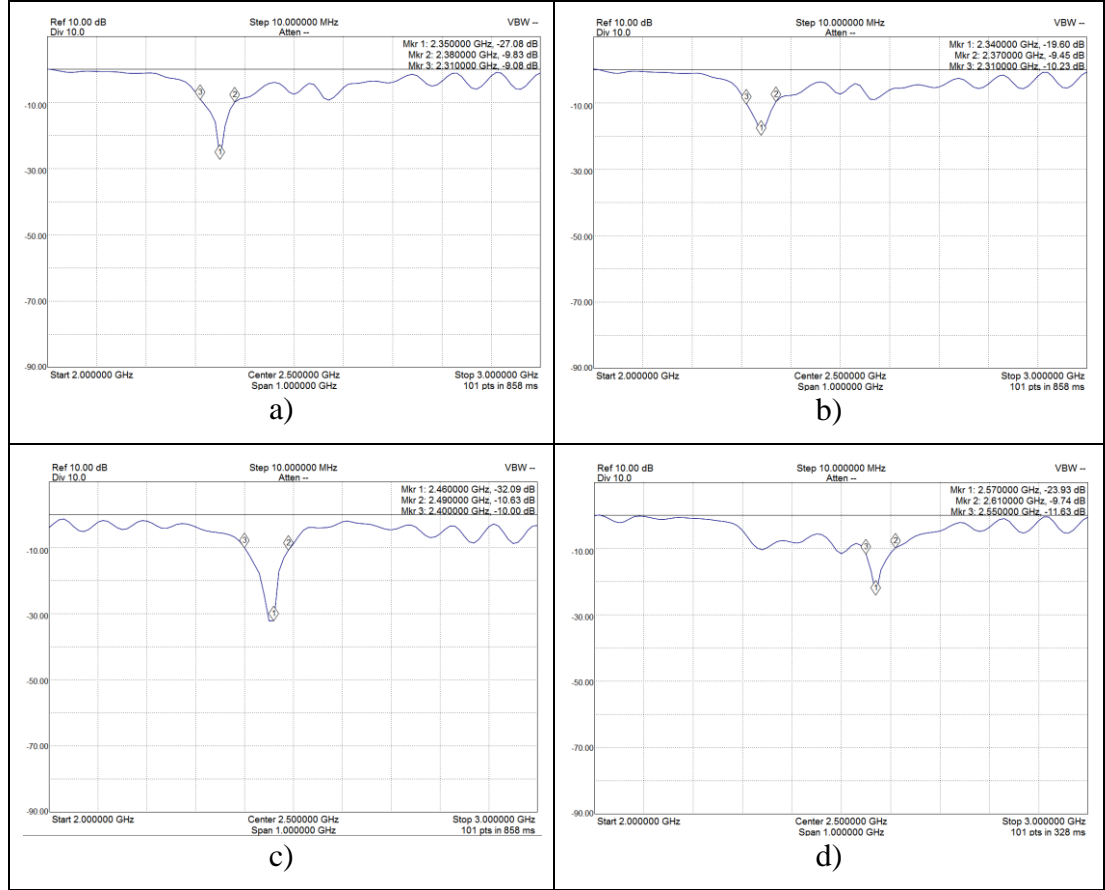 Ref 10.00 dB Step 10.000000 MHz VBW --
Div 10.0 Atten --
Mkr 1: 2.350000 GHz, -27.08 dB
Mkr 2: 2.380000 GHz, -9.83 dB
Mkr 3: 2.310000 GHz, -9.08 dB
3 2
1
-10.00
-30.00
-50.00
-70.00
-90.00
Start 2.000000 GHz Center 2.500000 GHz Stop 3.000000 GHz
Span 1.000000 GHz 101 pts in 858 ms
a)
Ref 10.00 dB Step 10.000000 MHz VBW --
Div 10.0 Atten --
Mkr 1: 2.340000 GHz, -19.60 dB
Mkr 2: 2.370000 GHz, -9.45 dB
Mkr 3: 2.310000 GHz, -10.23 dB
3 2
1
-10.00
-30.00
-50.00
-70.00
-90.00
Start 2.000000 GHz Center 2.500000 GHz Stop 3.000000 GHz
Span 1.000000 GHz 101 pts in 858 ms
b)
Ref 10.00 dB Step 10.000000 MHz VBW --
Div 10.0 Atten --
Mkr 1: 2.460000 GHz, -32.09 dB
Mkr 2: 2.490000 GHz, -10.63 dB
Mkr 3: 2.400000 GHz, -10.00 dB
3 2
1
-10.00
-30.00
-50.00
-70.00
-90.00
Start 2.000000 GHz Center 2.500000 GHz Stop 3.000000 GHz
Span 1.000000 GHz 101 pts in 858 ms
c)
Ref 10.00 dB Step 10.000000 MHz VBW --
Div 10.0 Atten --
Mkr 1: 2.570000 GHz, -23.93 dB
Mkr 2: 2.610000 GHz, -9.74 dB
Mkr 3: 2.550000 GHz, -11.63 dB
3 2
1
-10.00
-30.00
-50.00
-70.00
-90.00
Start 2.000000 GHz Center 2.500000 GHz Stop 3.000000 GHz
Span 1.000000 GHz 101 pts in 328 ms
d)